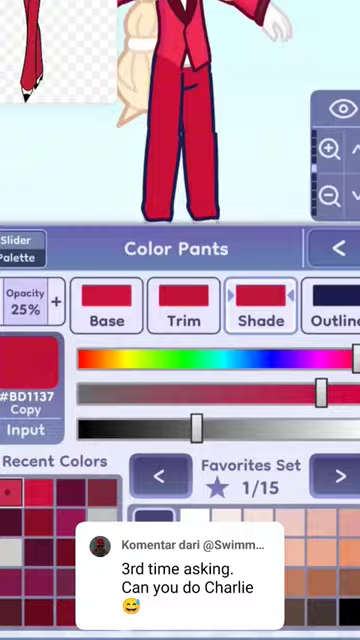 Slider
Palette
Color Pants
<
Opacity
25%
+
Base
Trim
Shade
Outline
#BD1137
Copy
Input
Recent Colors
<
Favorites Set
1/15
>
Komentar dari @Swimm...
3rd time asking.
Can you do Charlie
😅